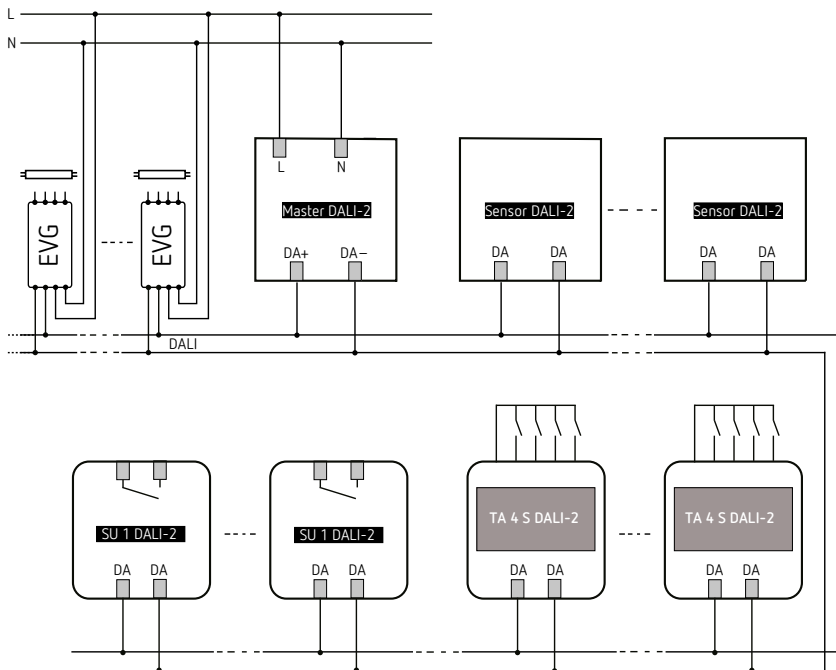 L
N
L N
EVG EVG Master DALI-2 Sensor DALI-2 Sensor DALI-2
DA+ DA− DA DA DA DA
DALI
TA 4 S DALI-2 TA 4 S DALI-2
SU 1 DALI-2 SU 1 DALI-2
DA DA DA DA DA DA DA DA